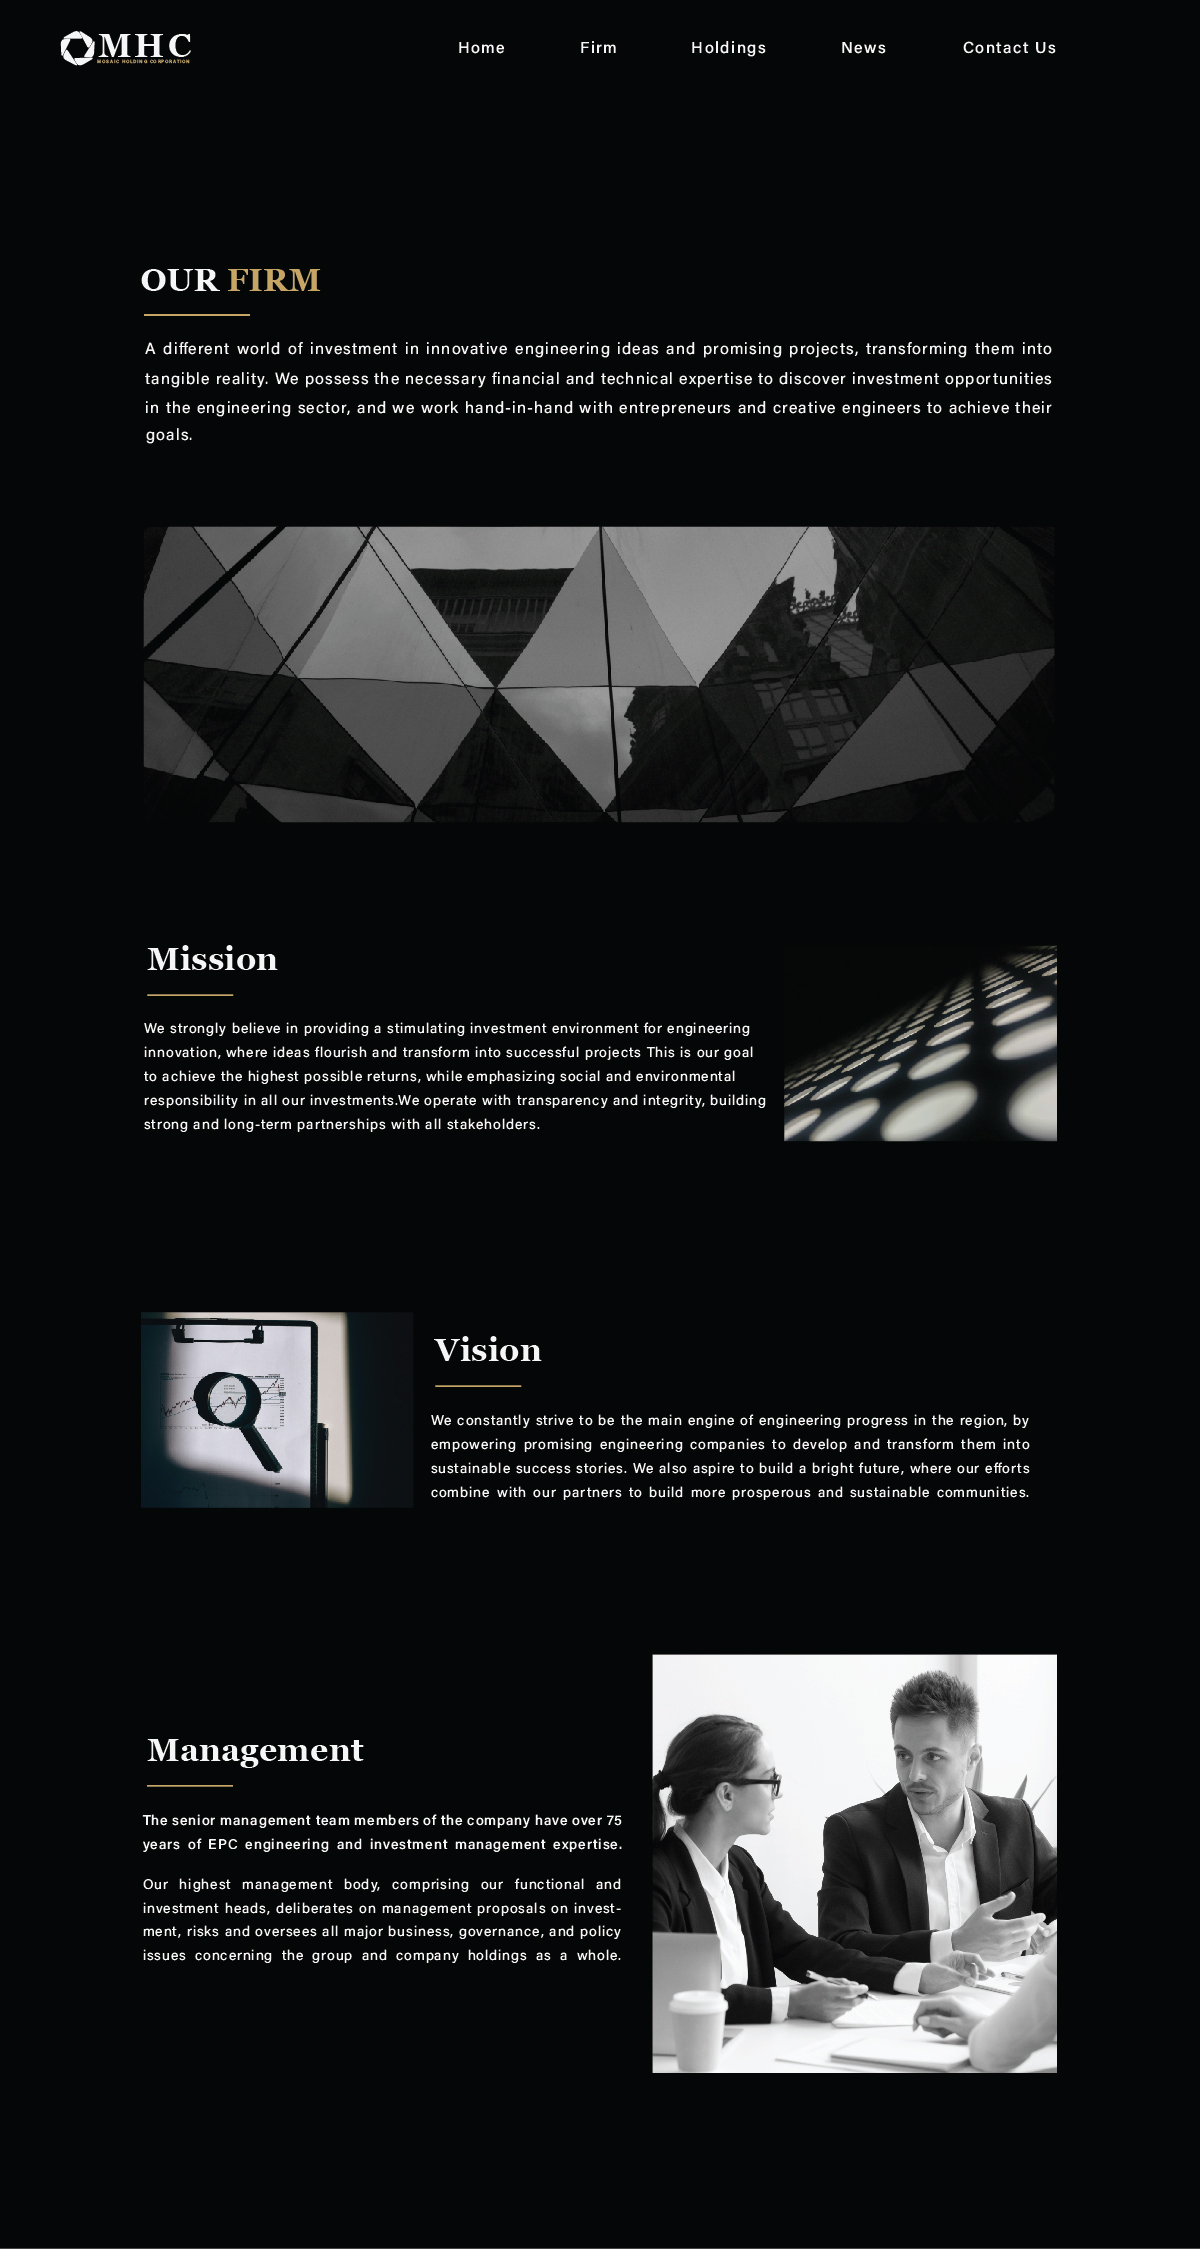 MHC
MOSAIC HOLDING CORPORATION
Home Firm Holdings News Contact Us
OUR FIRM
A different world of investment in innovative engineering ideas and promising projects, transforming them into
tangible reality. We possess the necessary financial and technical expertise to discover investment opportunities
in the engineering sector, and we work hand-in-hand with entrepreneurs and creative engineers to achieve their
goals.
Mission
We strongly believe in providing a stimulating investment environment for engineering
innovation, where ideas flourish and transform into successful projects This is our goal
to achieve the highest possible returns, while emphasizing social and environmental
responsibility in all our investments.We operate with transparency and integrity, building
strong and long-term partnerships with all stakeholders.
Vision
We constantly strive to be the main engine of engineering progress in the region, by
empowering promising engineering companies to develop and transform them into
sustainable success stories. We also aspire to build a bright future, where our efforts
combine with our partners to build more prosperous and sustainable communities.
Management
The senior management team members of the company have over 75
years of EPC engineering and investment management expertise.
Our highest management body, comprising our functional and
investment heads, deliberates on management proposals on invest-
ment, risks and oversees all major business, governance, and policy
issues concerning the group and company holdings as a whole.